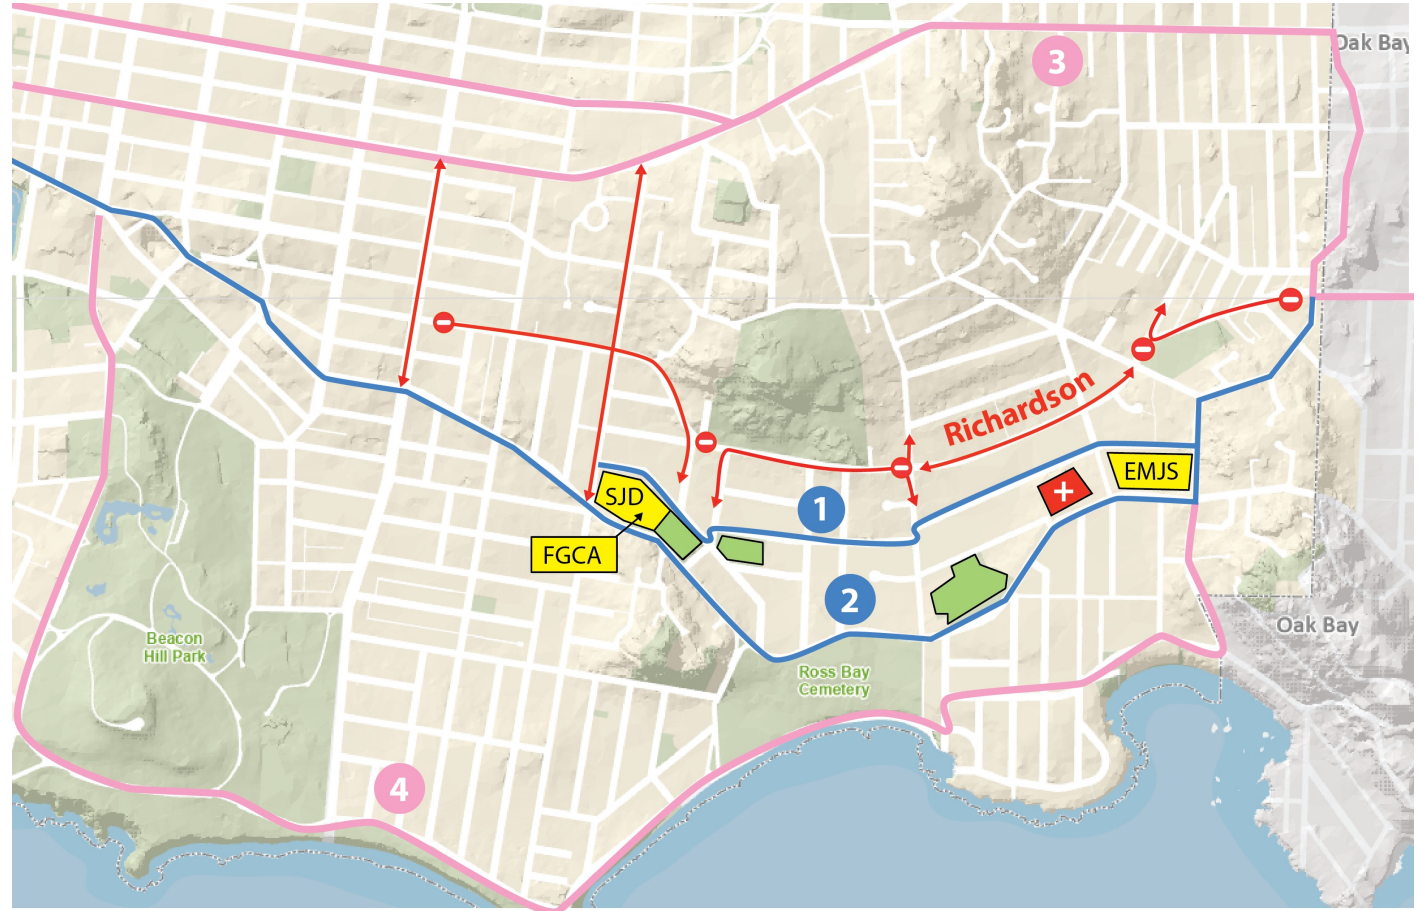 Oak Bay
3
Richardson
EMJS
SJD
1
FGCA
2
Oak Bay
Beacon
Hill Park
Ross Bay
Cemetery
4